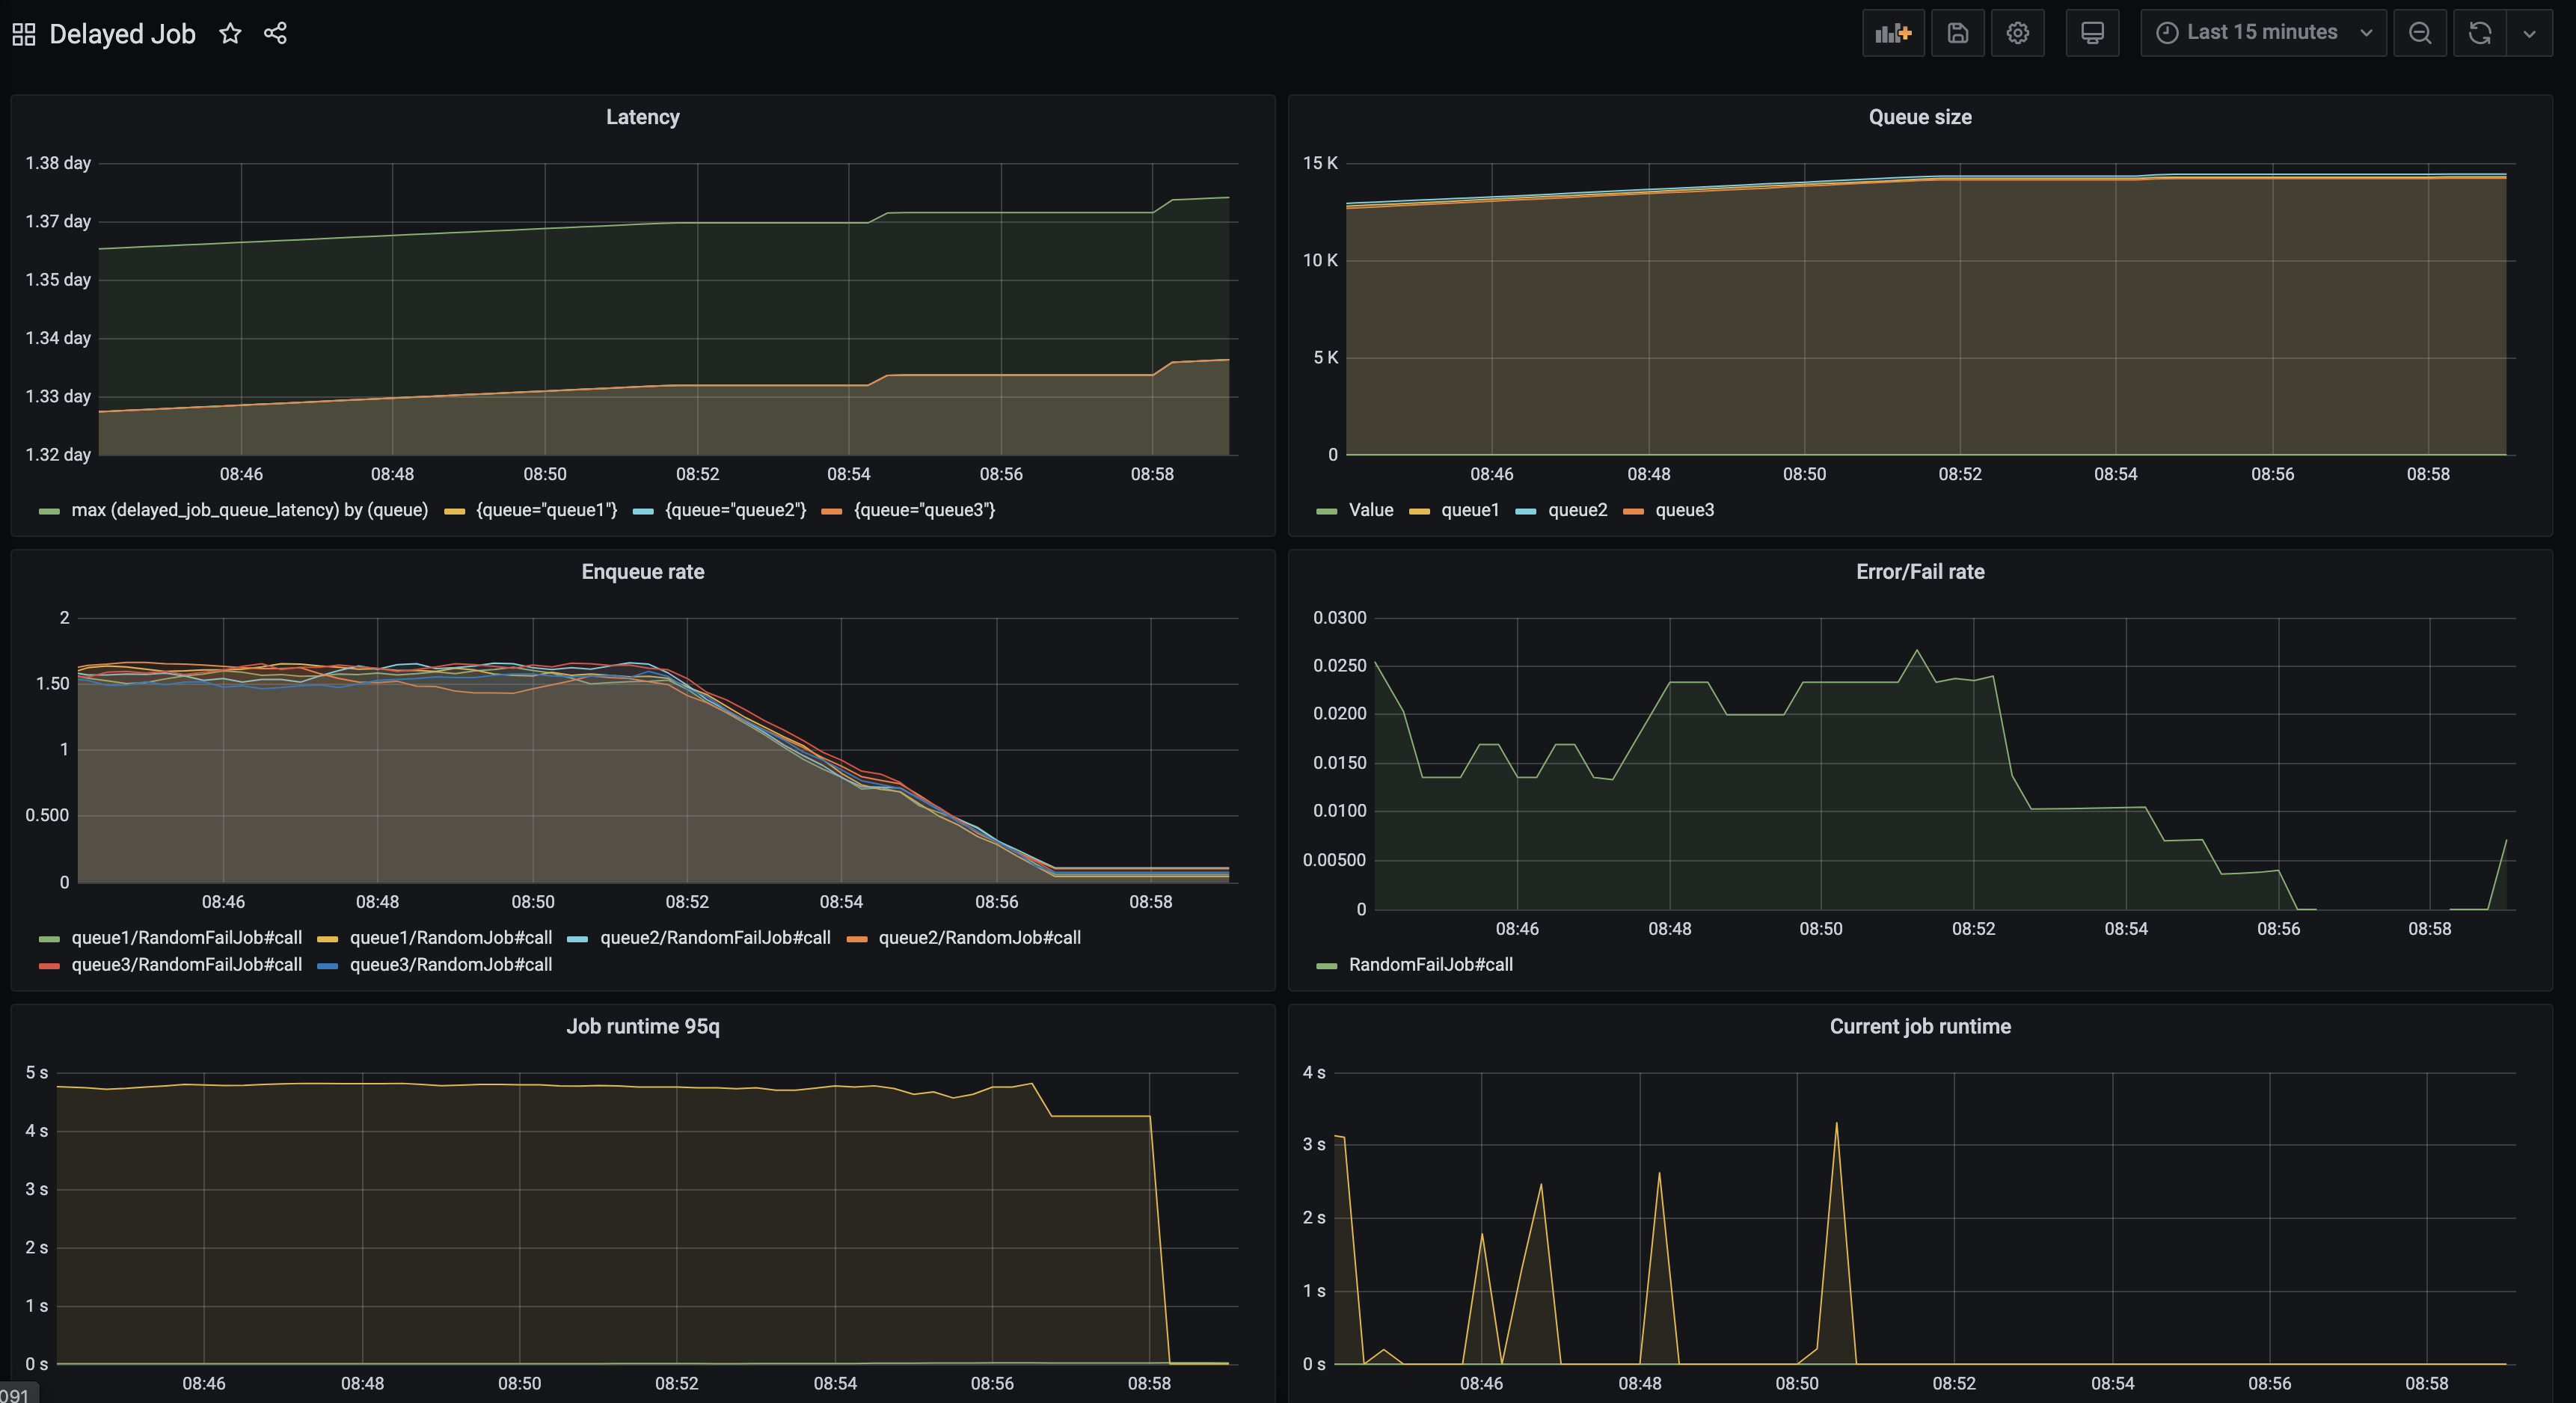 Delayed Job
Last 15 minutes
Latency
1.38 day
1.37 day
1.35 day
1.34 day
1.33 day
1.32 day
08:46 08:48 08:50 08:52 08:54 08:56 08:58
max (delayed_job_queue_latency) by (queue) {queue="queue1"} {queue="queue2"} {queue="queue3"}
Queue size
15 K
10 K
5 K
0
08:46 08:48 08:50 08:52 08:54 08:56 08:58
Value queue1 queue2 queue3
Enqueue rate
2
1.50
1
0.500
0
08:46 08:48 08:50 08:52 08:54 08:56 08:58
queue1/RandomFailJob#call queue1/RandomJob#call queue2/RandomFailJob#call queue2/RandomJob#call
queue3/RandomFailJob#call queue3/RandomJob#call
Error/Fail rate
0.0300
0.0250
0.0200
0.0150
0.0100
0.00500
0
08:46 08:48 08:50 08:52 08:54 08:56 08:58
RandomFailJob#call
Job runtime 95q
5 s
4 s
3 s
2 s
1 s
0 s
08:46 08:48 08:50 08:52 08:54 08:56 08:58
091
Current job runtime
4 s
3 s
2 s
1 s
0 s
08:46 08:48 08:50 08:52 08:54 08:56 08:58